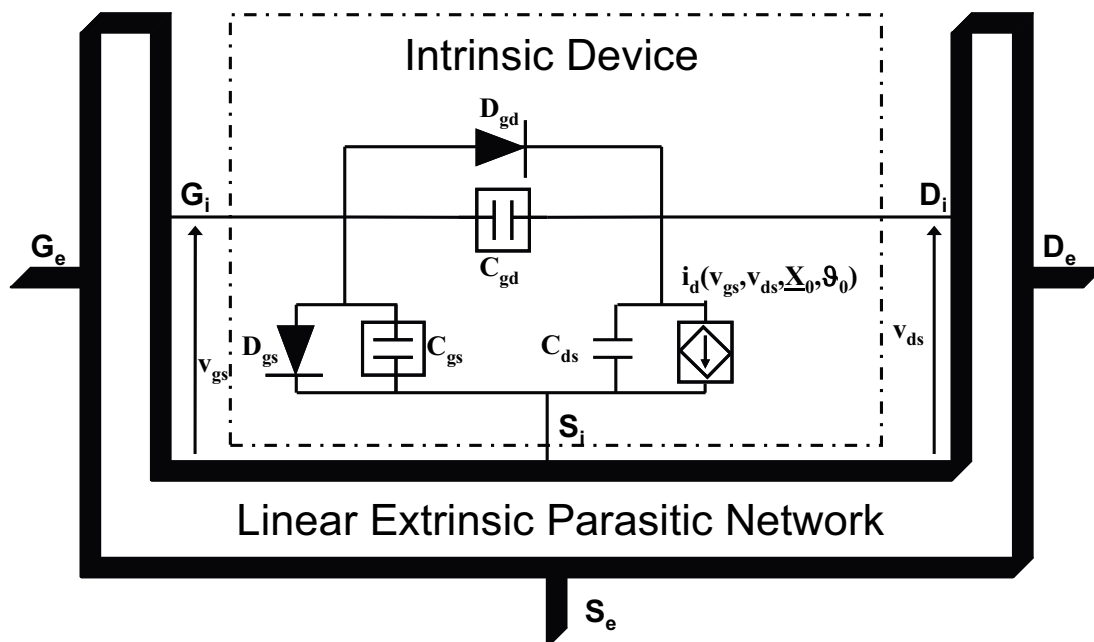 Intrinsic Device
D_gd
G_i
D_i
G_e
D_e
C_gd
i_d(v_gs,v_ds,X_0,ϑ_0)
D_gs
C_gs
C_ds
v_gs
v_ds
S_i
Linear Extrinsic Parasitic Network
S_e